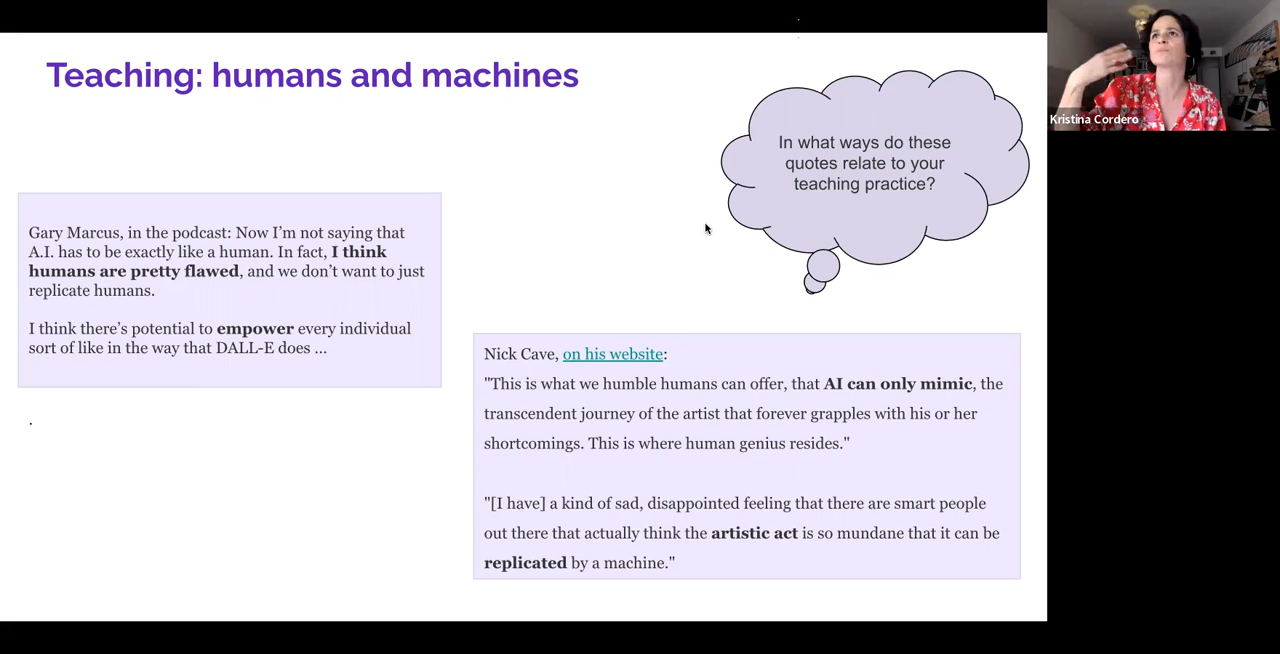 Teaching: humans and machines
In what ways do these
quotes relate to your
teaching practice?
Kristina Cordero
Gary Marcus, in the podcast: Now I’m not saying that
A.I. has to be exactly like a human. In fact, I think
humans are pretty flawed, and we don’t want to just
replicate humans.
I think there’s potential to empower every individual
sort of like in the way that DALL-E does ...
.
Nick Cave, on his website:
"This is what we humble humans can offer, that AI can only mimic, the
transcendent journey of the artist that forever grapples with his or her
shortcomings. This is where human genius resides."
"[I have] a kind of sad, disappointed feeling that there are smart people
out there that actually think the artistic act is so mundane that it can be
replicated by a machine."